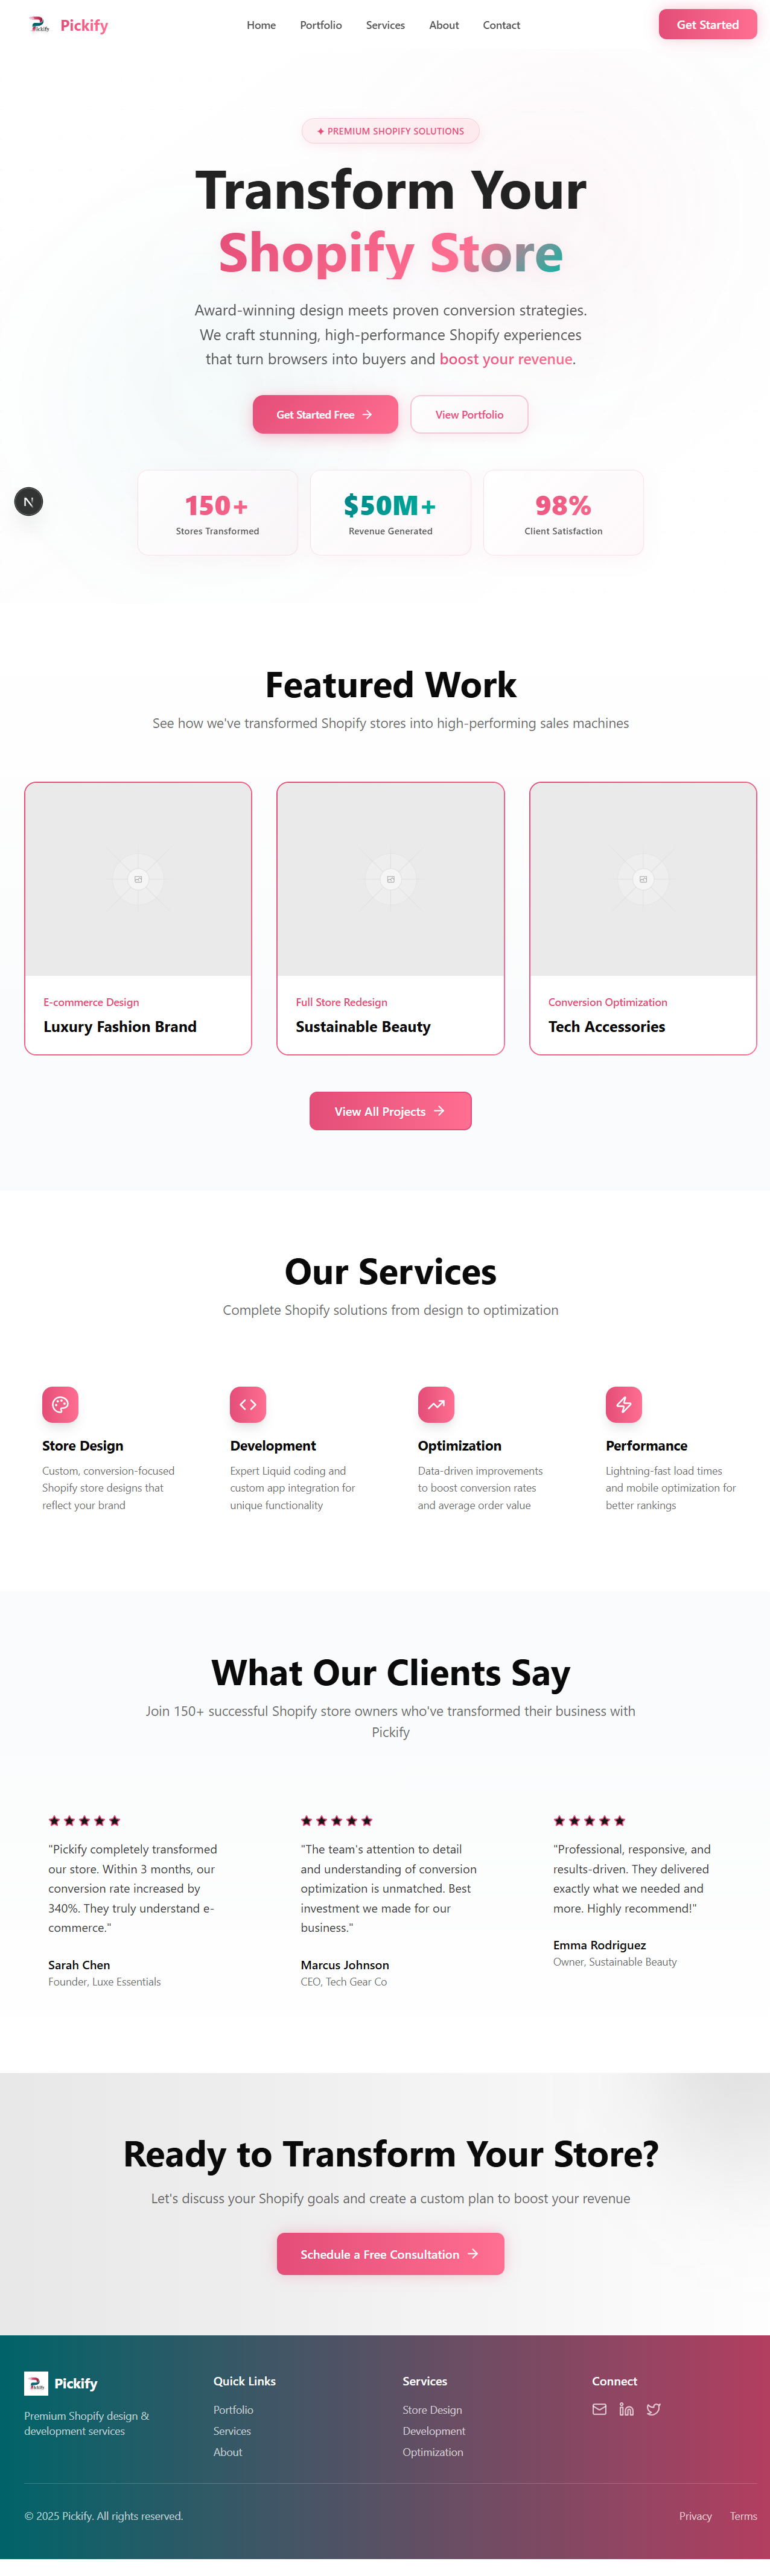 Pickify
Pickify
Home
Portfolio
Services
About
Contact
Get Started
✦ PREMIUM SHOPIFY SOLUTIONS
Transform Your
Shopify Store
Award-winning design meets proven conversion strategies.
We craft stunning, high-performance Shopify experiences
that turn browsers into buyers and boost your revenue.
Get Started Free →
View Portfolio
150+
Stores Transformed
$50M+
Revenue Generated
98%
Client Satisfaction
N
Featured Work
See how we've transformed Shopify stores into high-performing sales machines
E-commerce Design
Luxury Fashion Brand
Full Store Redesign
Sustainable Beauty
Conversion Optimization
Tech Accessories
View All Projects →
Our Services
Complete Shopify solutions from design to optimization
Store Design
Custom, conversion-focused
Shopify store designs that
reflect your brand
Development
Expert Liquid coding and
custom app integration for
unique functionality
Optimization
Data-driven improvements
to boost conversion rates
and average order value
Performance
Lightning-fast load times
and mobile optimization for
better rankings
What Our Clients Say
Join 150+ successful Shopify store owners who've transformed their business with
Pickify
"Pickify completely transformed
our store. Within 3 months, our
conversion rate increased by
340%. They truly understand e-
commerce."
Sarah Chen
Founder, Luxe Essentials
"The team's attention to detail
and understanding of conversion
optimization is unmatched. Best
investment we made for our
business."
Marcus Johnson
CEO, Tech Gear Co
"Professional, responsive, and
results-driven. They delivered
exactly what we needed and
more. Highly recommend!"
Emma Rodriguez
Owner, Sustainable Beauty
Ready to Transform Your Store?
Let's discuss your Shopify goals and create a custom plan to boost your revenue
Schedule a Free Consultation →
Pickify
Pickify
Premium Shopify design &
development services
Quick Links
Portfolio
Services
About
Services
Store Design
Development
Optimization
Connect
© 2025 Pickify. All rights reserved.
Privacy
Terms